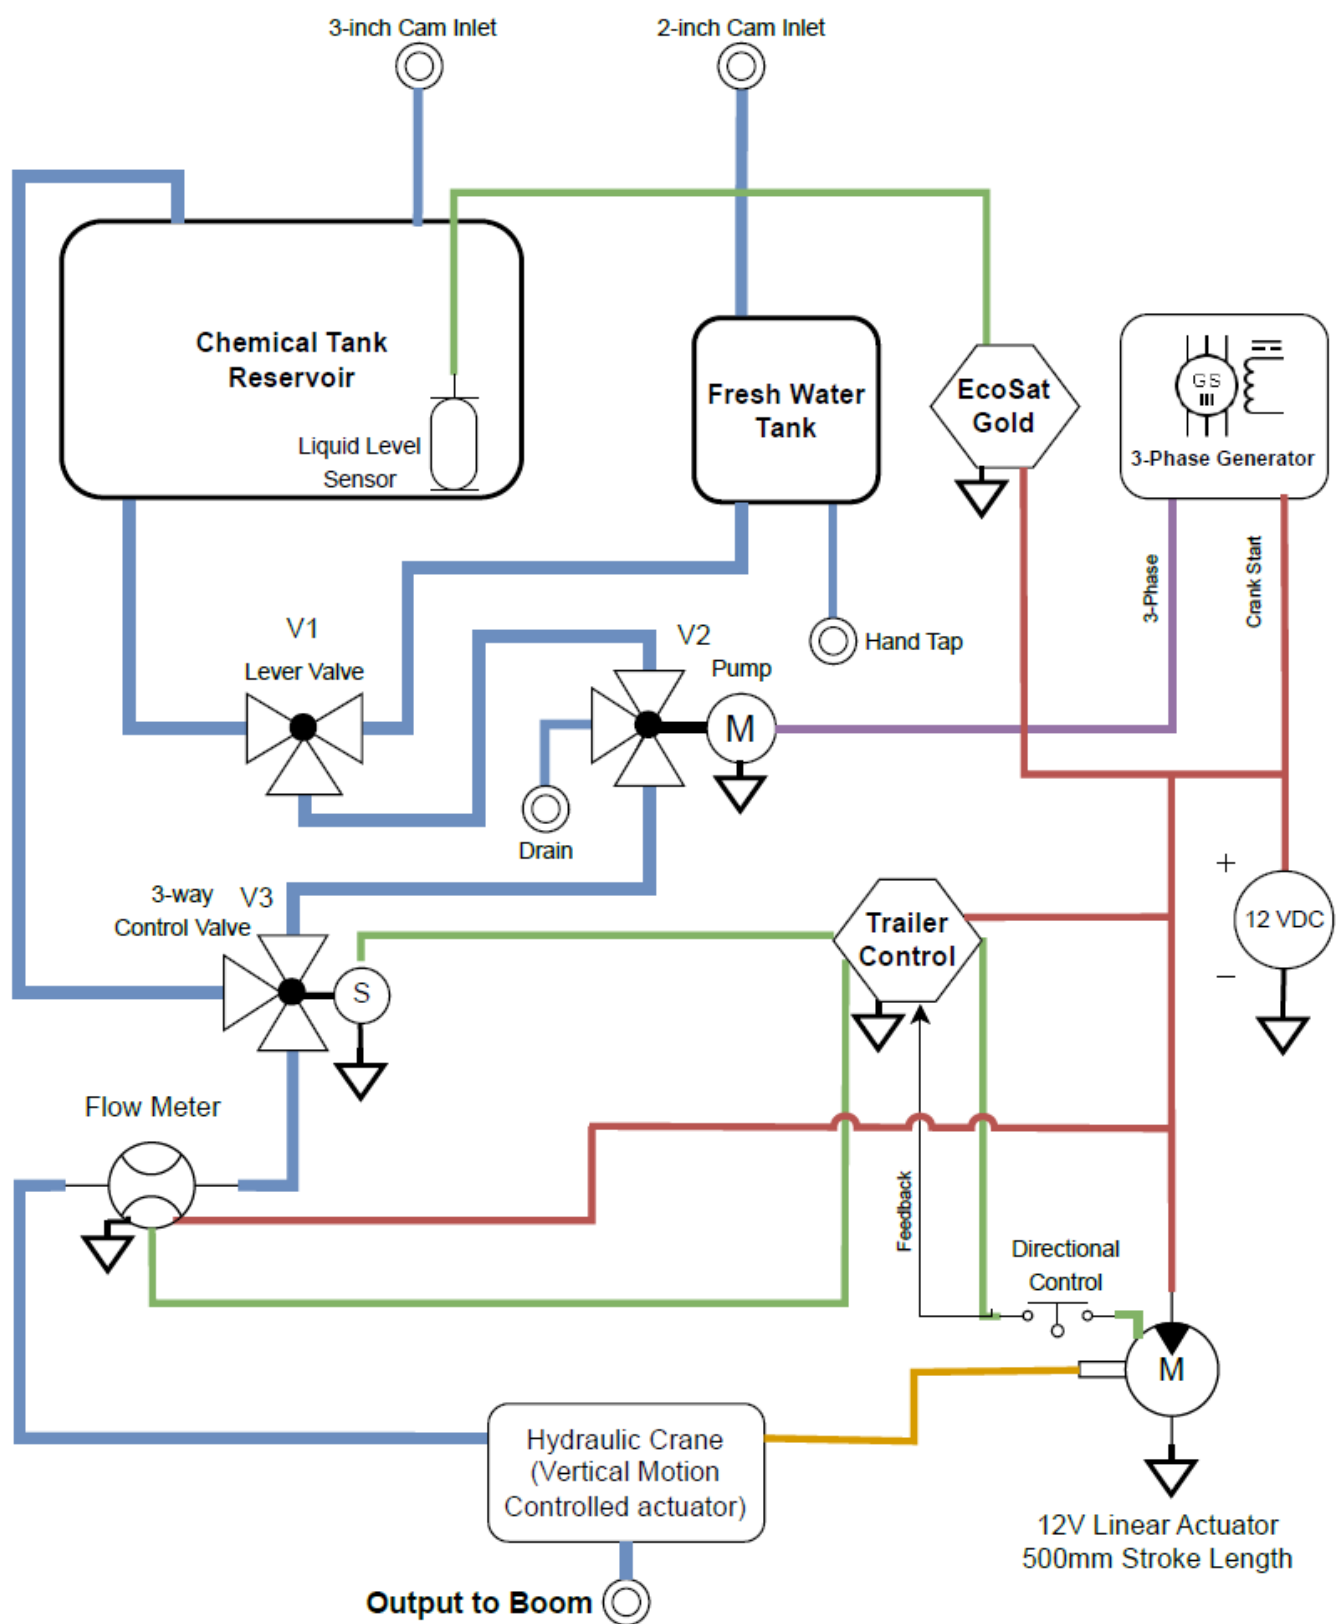 3-inch Cam Inlet
2-inch Cam Inlet
Chemical Tank
Reservoir
Liquid Level
Sensor
Fresh Water
Tank
EcoSat
Gold
GS
III
3-Phase Generator
3-Phase
Crank Start
V1
Lever Valve
V2
Pump
M
Hand Tap
Drain
3-way
Control Valve
V3
S
Trailer
Control
+
12 VDC
−
Flow Meter
Feedback
Directional
Control
M
Hydraulic Crane
(Vertical Motion
Controlled actuator)
12V Linear Actuator
500mm Stroke Length
Output to Boom